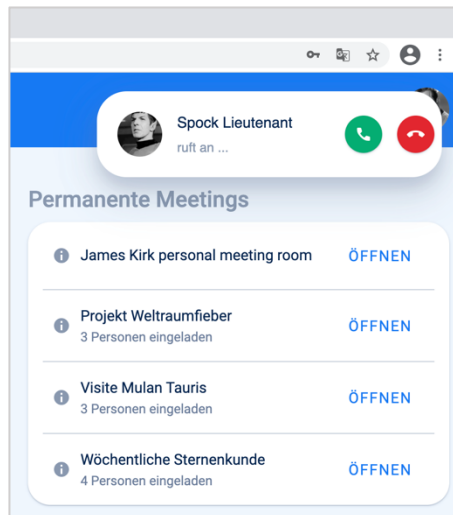 Spock Lieutenant
ruft an ...
Permanente Meetings
James Kirk personal meeting room
ÖFFNEN
Projekt Weltraumfieber
3 Personen eingeladen
ÖFFNEN
Visite Mulan Tauris
3 Personen eingeladen
ÖFFNEN
Wöchentliche Sternenkunde
4 Personen eingeladen
ÖFFNEN